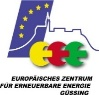 EUROPÄISCHES ZENTRUM
FÜR ERNEUERBARE ENERGIE
GÜSSING